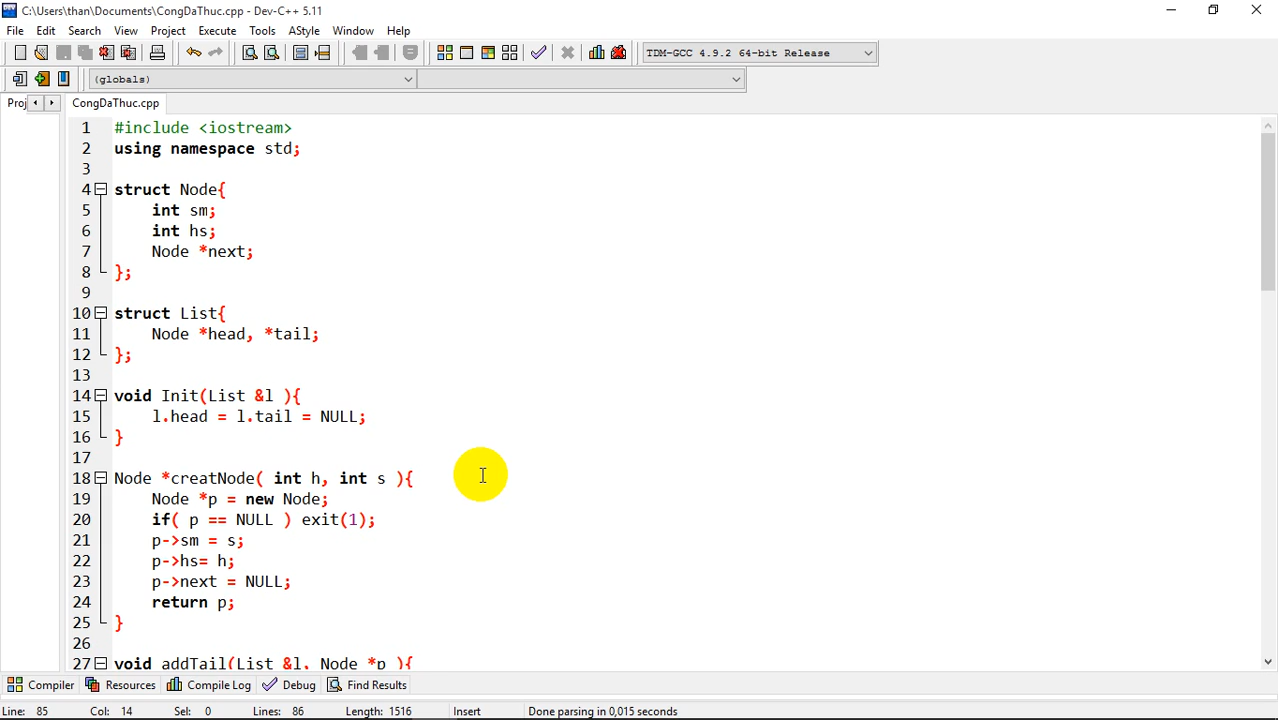 C:\Users\than\Documents\CongDaThuc.cpp - Dev-C++ 5.11
File Edit Search View Project Execute Tools AStyle Window Help
TDM-GCC 4.9.2 64-bit Release
(globals)
Proj CongDaThuc.cpp
1 #include <iostream>
2 using namespace std;
3
4 struct Node{
5 int sm;
6 int hs;
7 Node *next;
8 };
9
10 struct List{
11 Node *head, *tail;
12 };
13
14 void Init(List &l ){
15 l.head = l.tail = NULL;
16 }
17
18 Node *creatNode( int h, int s ){
19 Node *p = new Node;
20 if( p == NULL ) exit(1);
21 p->sm = s;
22 p->hs= h;
23 p->next = NULL;
24 return p;
25 }
26
27 void addTail(List &l, Node *p ){
Compiler Resources Compile Log Debug Find Results
Line: 85 Col: 14 Sel: 0 Lines: 86 Length: 1516 Insert Done parsing in 0,015 seconds